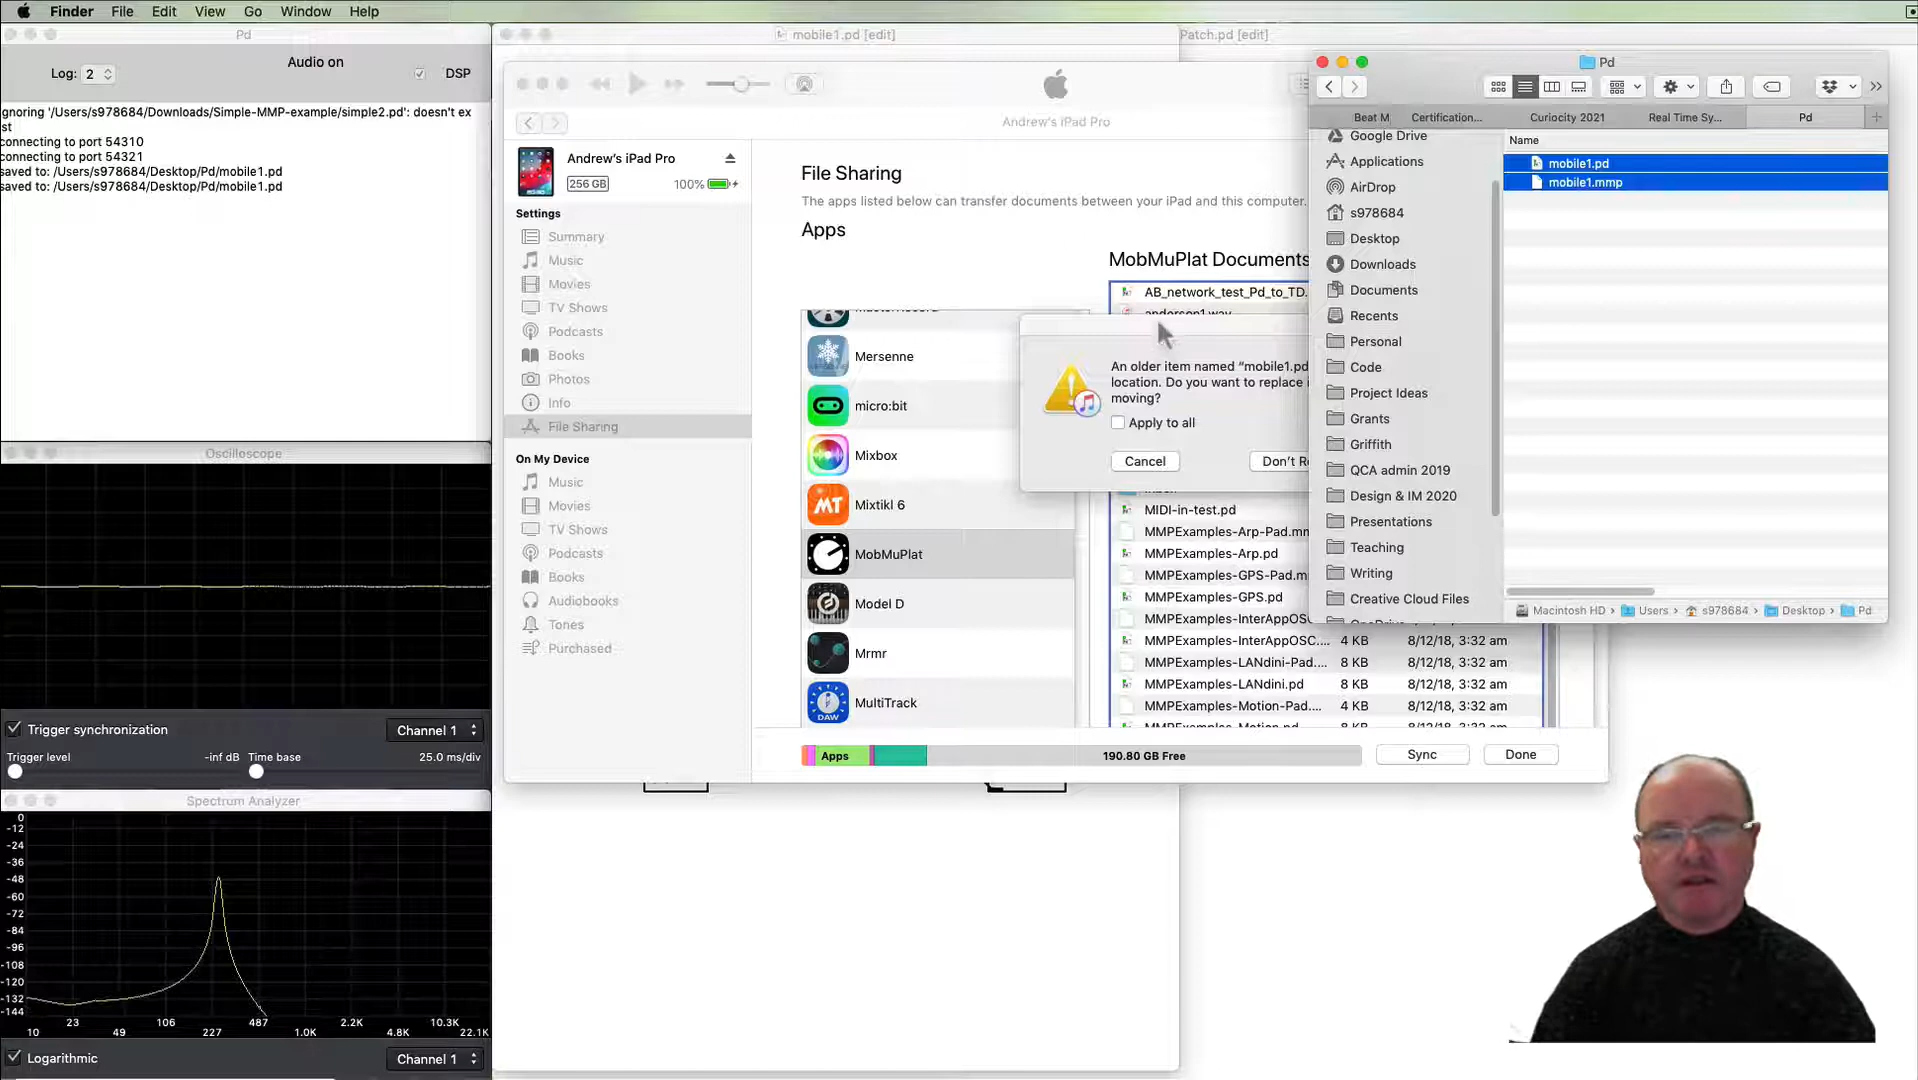 Finder File Edit View Go Window Help
Pd
Log: 2
Audio on
DSP
gnoring '/Users/s978684/Downloads/Simple-MMP-example/simple2.pd': doesn't ex
st
connecting to port 54310
connecting to port 54321
saved to: /Users/s978684/Desktop/Pd/mobile1.pd
saved to: /Users/s978684/Desktop/Pd/mobile1.pd
Oscilloscope
Trigger synchronization
Channel 1
Trigger level
-inf dB
Time base
25.0 ms/div
Spectrum Analyzer
0
-12
-24
-36
-48
-60
-72
-84
-96
-108
-120
-132
-144
23 106 487 2.2K 10.3K
10 49 227 1.0K 4.8K 22.1K
Logarithmic
Channel 1
mobile1.pd [edit]
Patch.pd [edit]
Andrew's iPad Pro
Andrew's iPad Pro
256 GB
100%
Settings
Summary
Music
Movies
TV Shows
Podcasts
Books
Photos
Info
File Sharing
On My Device
Music
Movies
TV Shows
Podcasts
Books
Audiobooks
Tones
Purchased
File Sharing
The apps listed below can transfer documents between your iPad and this computer.
Apps
Mersenne
micro:bit
Mixbox
MT
Mixtikl 6
MobMuPlat
Model D
Mrmr
DAW
MultiTrack
MobMuPlat Documents
AB_network_test_Pd_to_TD.
An older item named "mobile1.pd
location. Do you want to replace
moving?
Apply to all
Cancel
Don't R
MIDI-in-test.pd
MMPExamples-Arp-Pad.m
MMPExamples-Arp.pd
MMPExamples-GPS-Pad.m
MMPExamples-GPS.pd
MMPExamples-InterAppOSC
MMPExamples-InterAppOSC.... 4 KB 8/12/18, 3:32 am
MMPExamples-LANdini-Pad.... 8 KB 8/12/18, 3:32 am
MMPExamples-LANdini.pd 8 KB 8/12/18, 3:32 am
MMPExamples-Motion-Pad.... 4 KB 8/12/18, 3:32 am
Apps
190.80 GB Free
Sync
Done
Pd
Beat M
Certification...
Curiocity 2021
Real Time Sy...
Pd
Google Drive
Applications
AirDrop
s978684
Desktop
Downloads
Documents
Recents
Personal
Code
Project Ideas
Grants
Griffith
QCA admin 2019
Design & IM 2020
Presentations
Teaching
Writing
Creative Cloud Files
Name
mobile1.pd
mobile1.mmp
Macintosh HD › Users › s978684 › Desktop › Pd